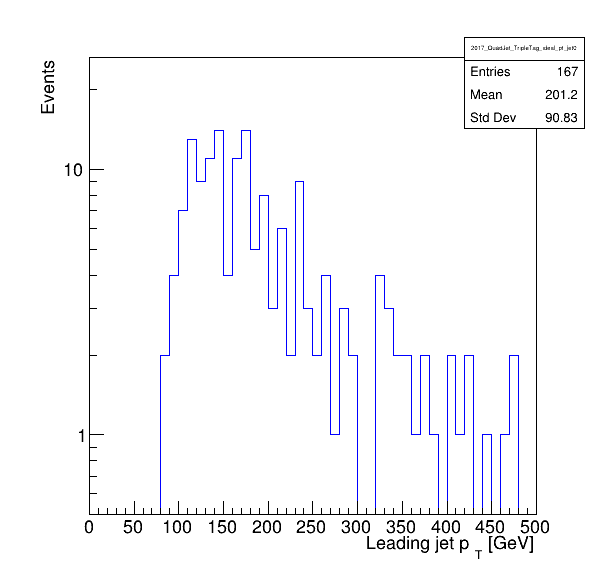 2017_QuadJet_TripleTag_ideal_pt_jet0
Entries 167
Mean 201.2
Std Dev 90.83
Events
10
1
0 50 100 150 200 250 300 350 400 450 500
Leading jet p T [GeV]